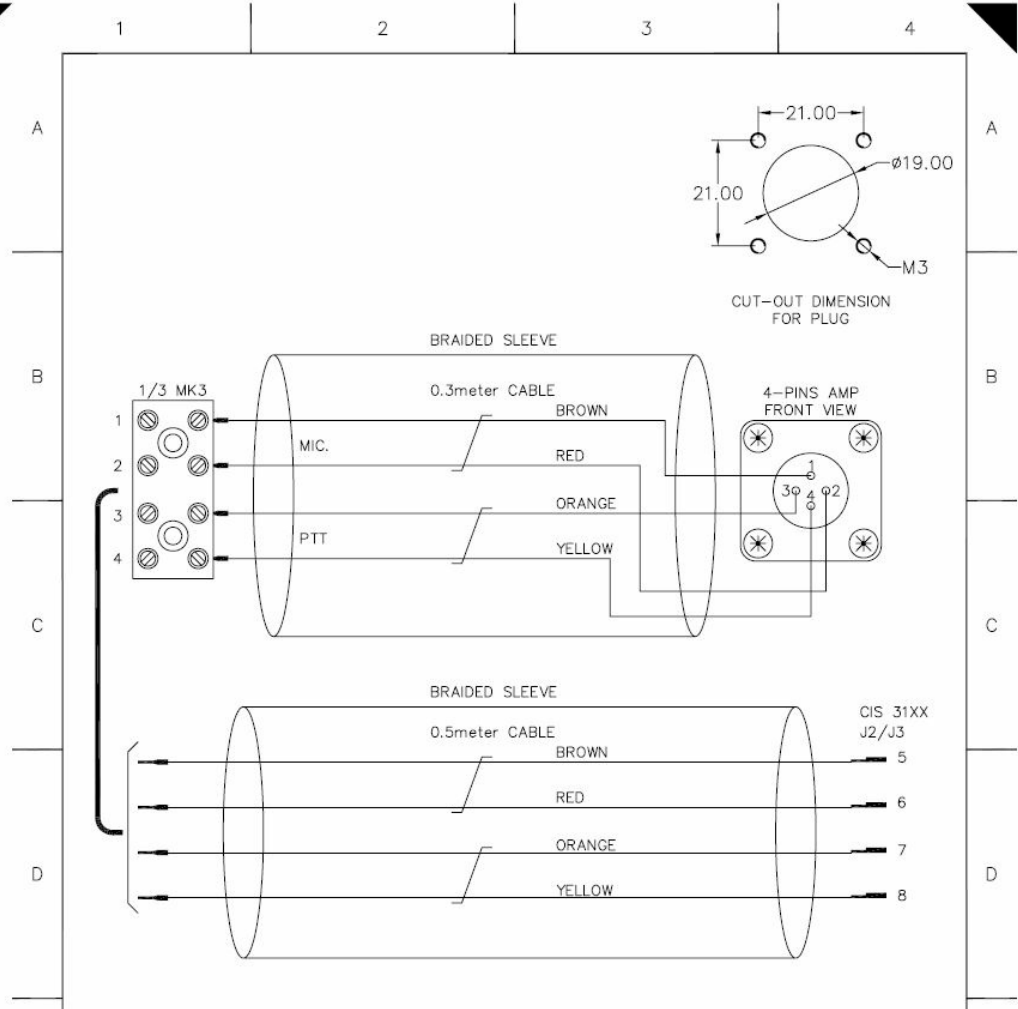 1 2 3 4
A A
21.00
⌀19.00
21.00
M3
CUT-OUT DIMENSION
FOR PLUG
BRAIDED SLEEVE
B B
1/3 MK3
0.3meter CABLE
4-PINS AMP
FRONT VIEW
1
BROWN
MIC.
2
RED
1
3 2
4
3
ORANGE
PTT
4
YELLOW
C C
BRAIDED SLEEVE
0.5meter CABLE
CIS 31XX
J2/J3
BROWN 5
RED 6
ORANGE 7
D D
YELLOW 8